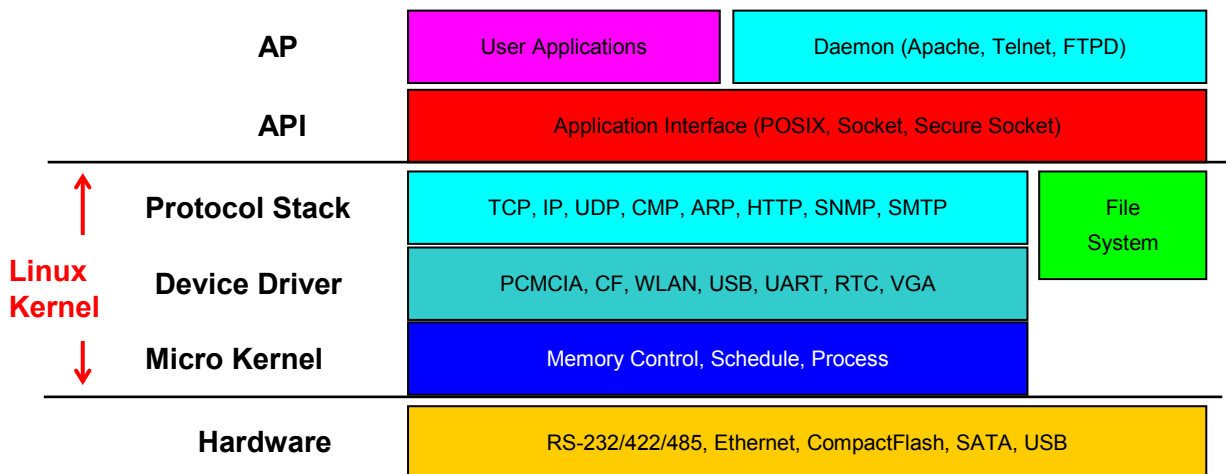 AP
User Applications
Daemon (Apache, Telnet, FTPD)
API
Application Interface (POSIX, Socket, Secure Socket)
Linux
Kernel
Protocol Stack
TCP, IP, UDP, CMP, ARP, HTTP, SNMP, SMTP
File
System
Device Driver
PCMCIA, CF, WLAN, USB, UART, RTC, VGA
Micro Kernel
Memory Control, Schedule, Process
Hardware
RS-232/422/485, Ethernet, CompactFlash, SATA, USB